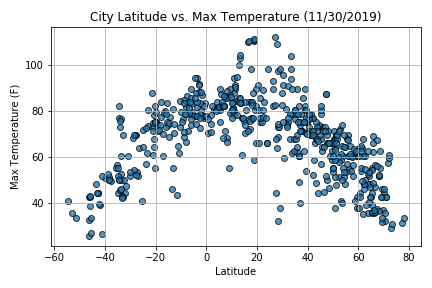 City Latitude vs. Max Temperature (11/30/2019)
Max Temperature (F)
100
80
60
40
−60 −40 −20 0 20 40 60 80
Latitude